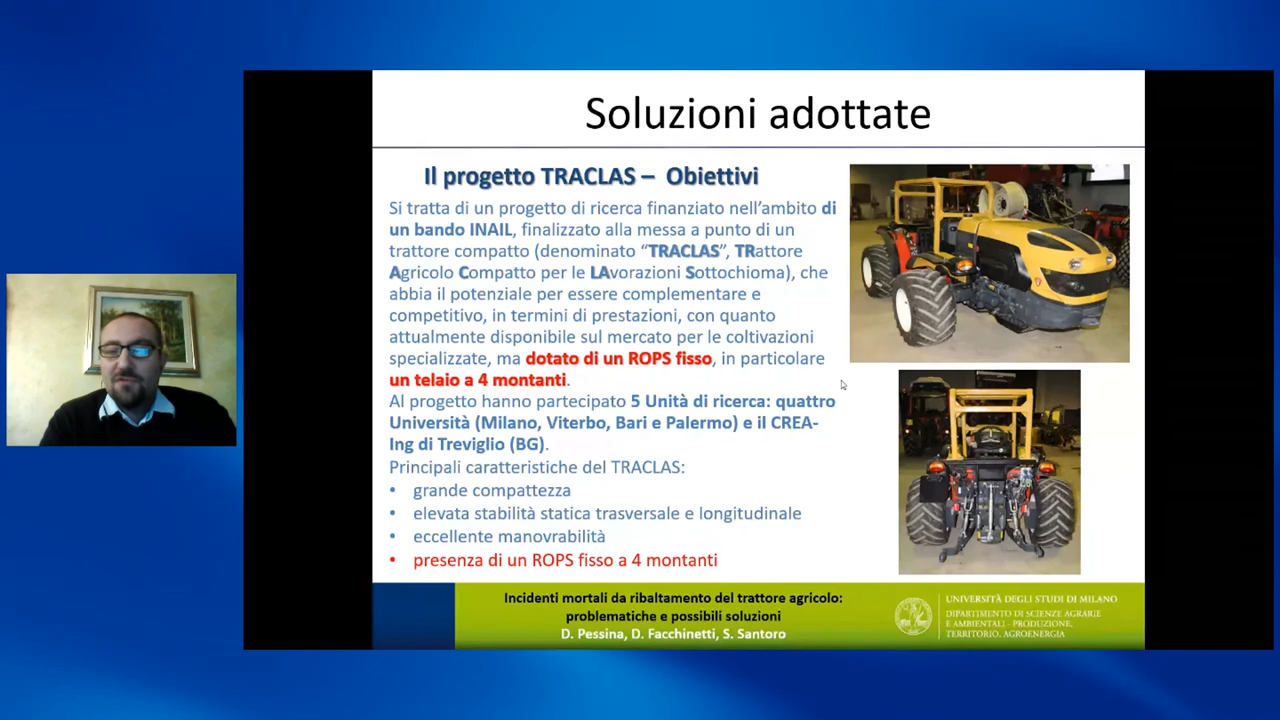 Soluzioni adottate
Il progetto TRACLAS – Obiettivi
Si tratta di un progetto di ricerca finanziato nell'ambito di
un bando INAIL, finalizzato alla messa a punto di un
trattore compatto (denominato "TRACLAS", TRattore
Agricolo Compatto per le LAvorazioni Sottochioma), che
abbia il potenziale per essere complementare e
competitivo, in termini di prestazioni, con quanto
attualmente disponibile sul mercato per le coltivazioni
specializzate, ma dotato di un ROPS fisso, in particolare
un telaio a 4 montanti.
Al progetto hanno partecipato 5 Unità di ricerca: quattro
Università (Milano, Viterbo, Bari e Palermo) e il CREA-
Ing di Treviglio (BG).
Principali caratteristiche del TRACLAS:
• grande compattezza
• elevata stabilità statica trasversale e longitudinale
• eccellente manovrabilità
• presenza di un ROPS fisso a 4 montanti
Incidenti mortali da ribaltamento del trattore agricolo:
problematiche e possibili soluzioni
D. Pessina, D. Facchinetti, S. Santoro
UNIVERSITÀ DEGLI STUDI DI MILANO
DIPARTIMENTO DI SCIENZE AGRARIE
E AMBIENTALI - PRODUZIONE,
TERRITORIO, AGROENERGIA